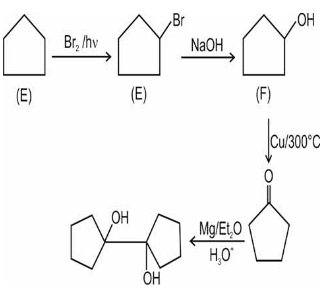 Br
Br₂ /hν
NaOH
OH
(E)
(E)
(F)
Cu/300°C
O
OH
Mg/Et₂O
H₃O⁺
OH